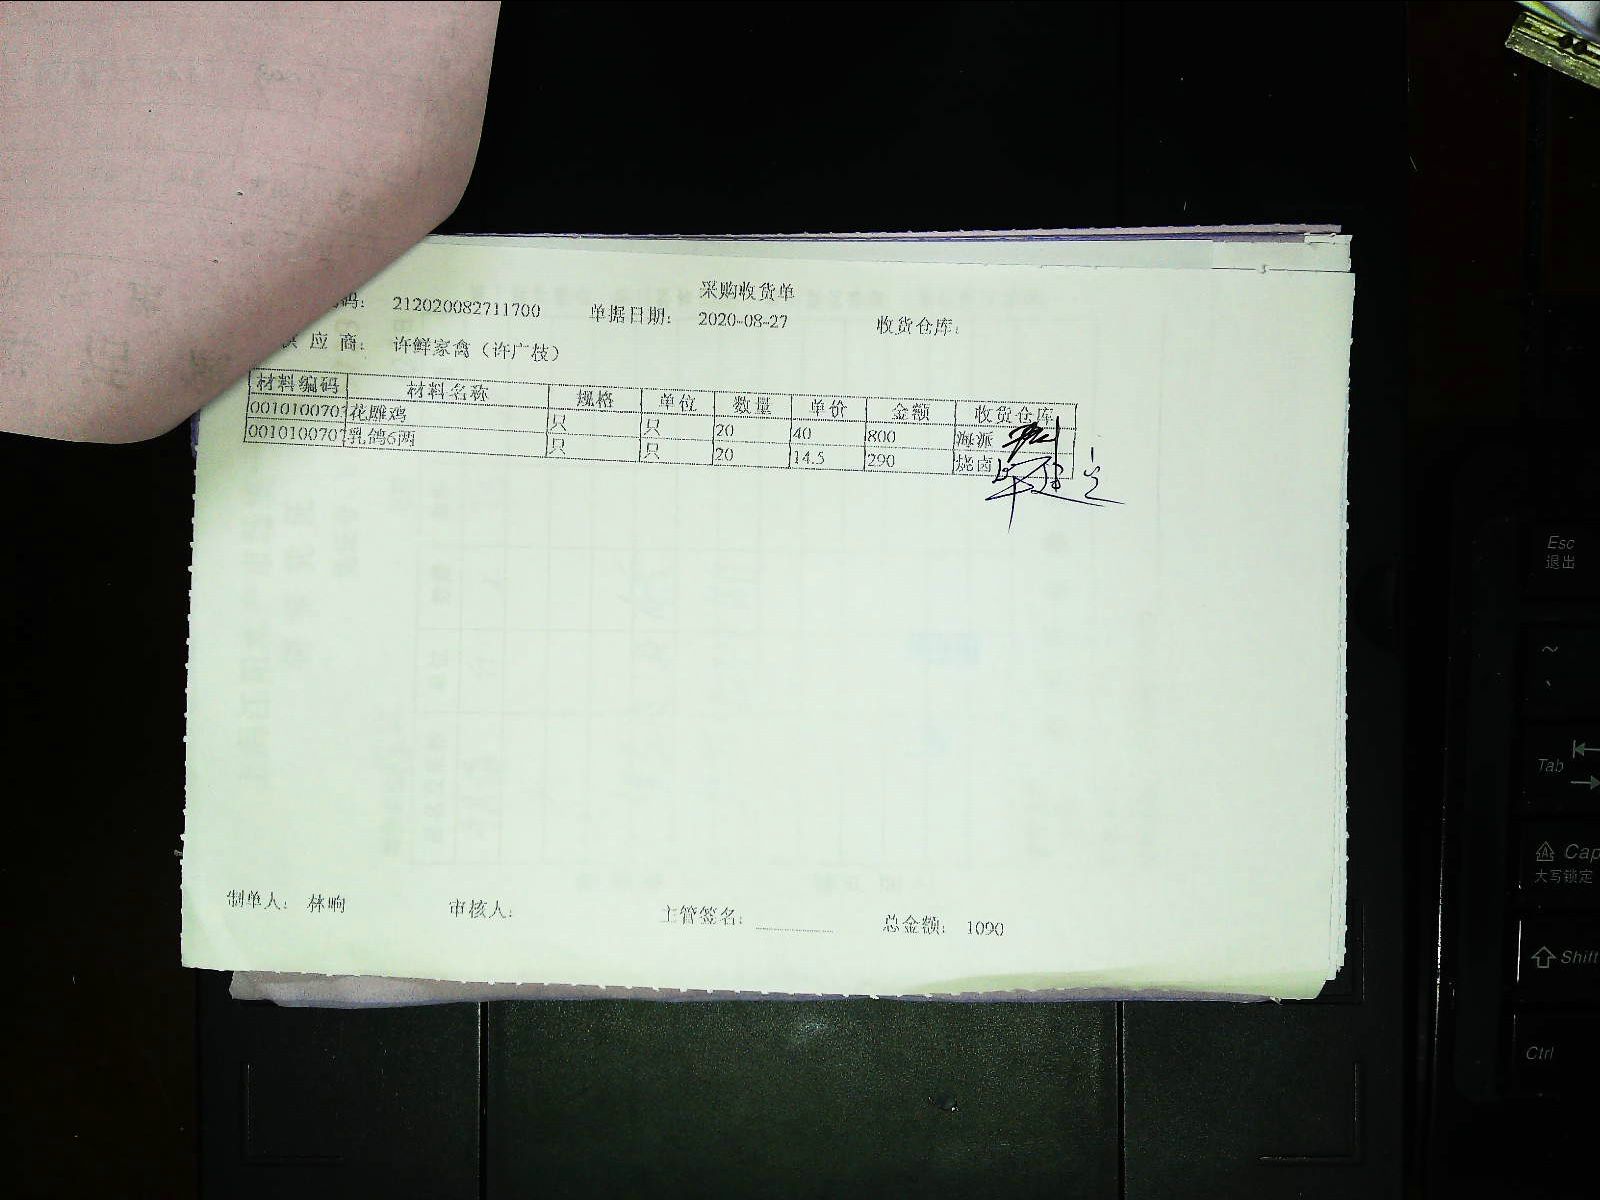 采购收货单
码: 212020082711700 单据日期: 2020-08-27 收货仓库:
供 应 商: 许鲜家禽（许广枝）
材料编码 材料名称 规格 单位 数量 单价 金额 收货仓库
0010100703 花雕鸡 只 只 20 40 800 海派
001010070 乳鸽6两 只 只 20 14.5 290 烧卤
制单人: 林响 审核人: 主管签名: 总金额: 1090
Esc
退出
~
Tab
Cap
大写锁定
Shift
Ctrl